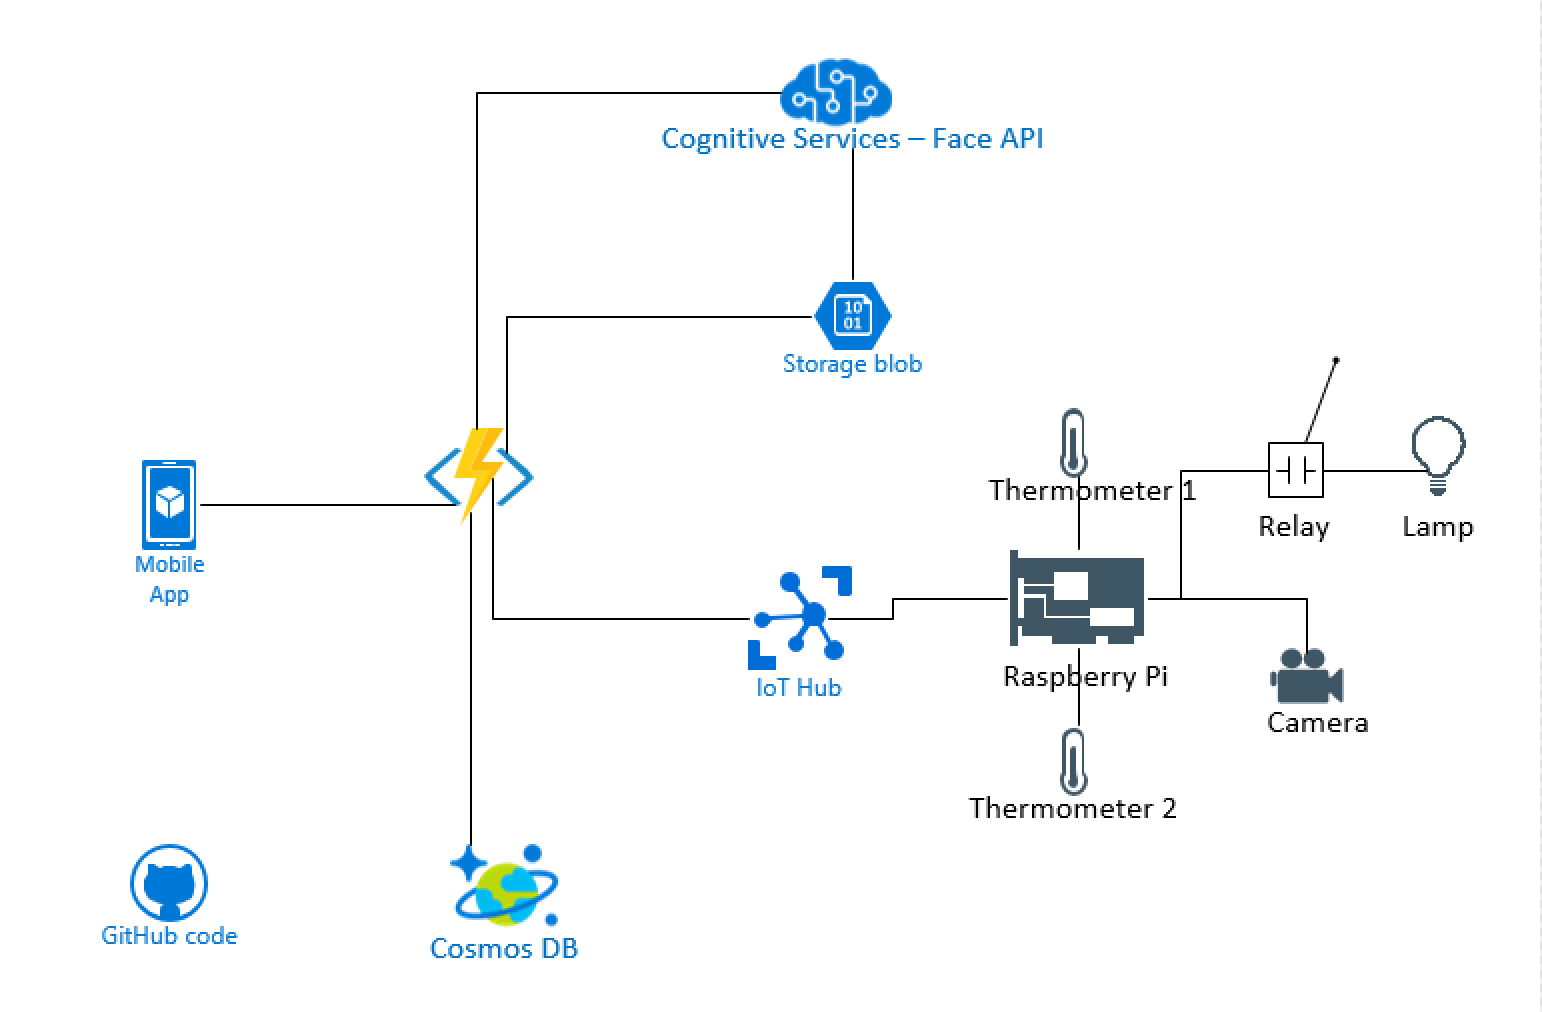 Cognitive Services – Face API
10
01
Storage blob
Thermometer 1
Relay
Lamp
Mobile
App
Raspberry Pi
IoT Hub
Camera
Thermometer 2
GitHub code
Cosmos DB